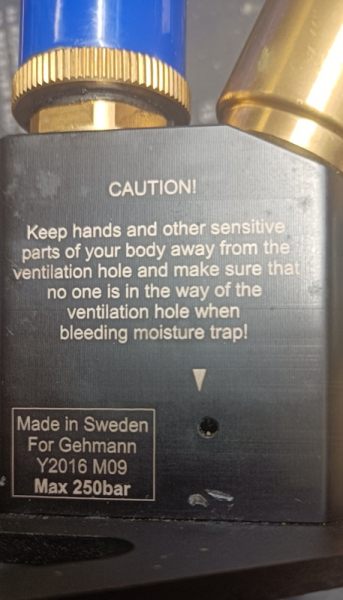 CAUTION!
Keep hands and other sensitive
parts of your body away from the
ventilation hole and make sure that
no one is in the way of the
ventilation hole when
bleeding moisture trap!
Made in Sweden
For Gehmann
Y2016 M09
Max 250bar